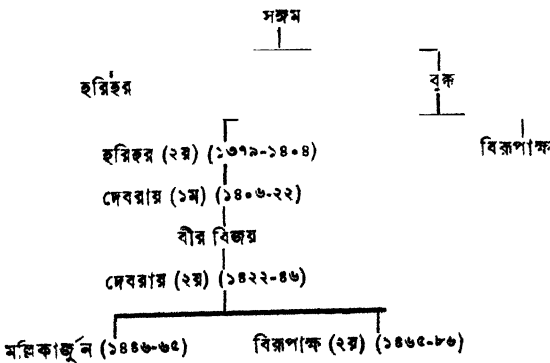 সঙ্গম
হরিহর
বুক্ক
হরিহর (২য়) (১৩৭৯-১৪০৪)
বিরূপাক্ষ
দেবরায় (১ম) (১৪০৬-২২)
বীর বিজয়
দেবরায় (২য়) (১৪২২-৪৬)
মল্লিকার্জুন (১৪৪৬-৬৫) বিরূপাক্ষ (২য়) (১৪৬৫-৮৬)